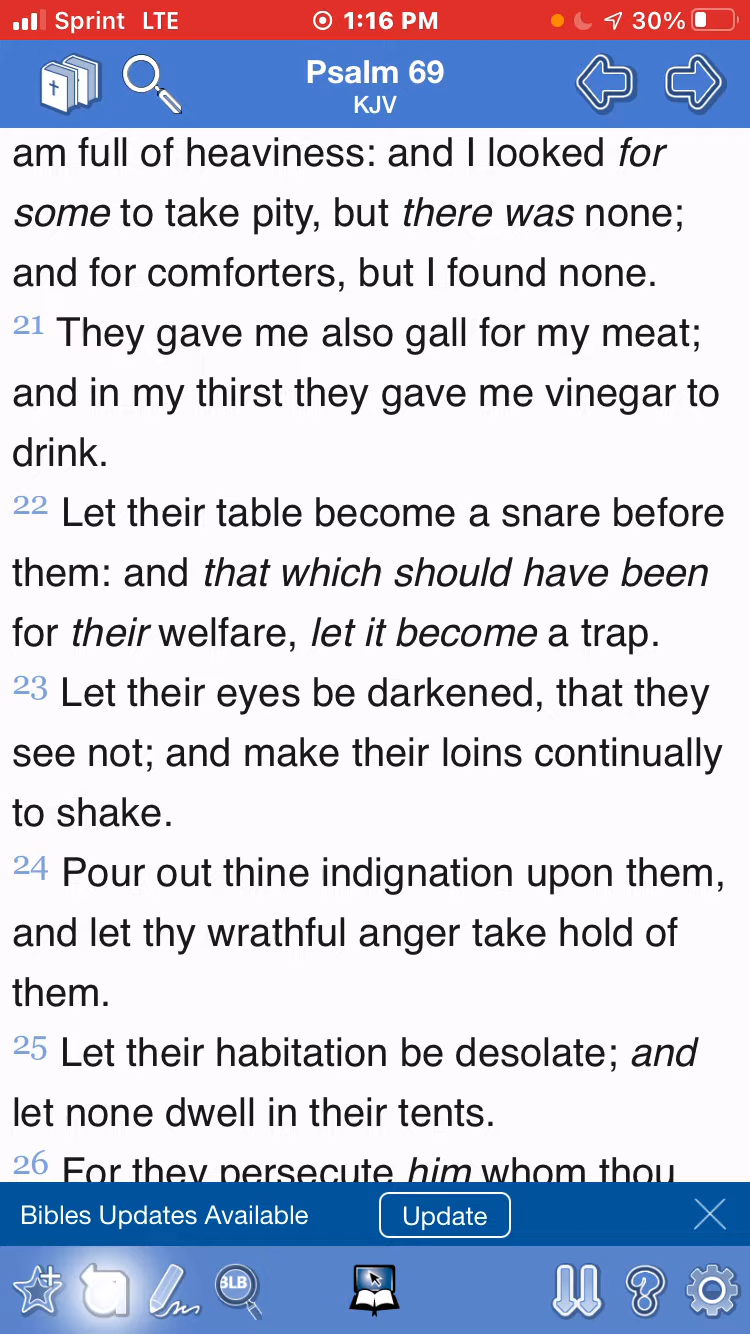 Sprint LTE 1:16 PM 30%
Psalm 69
KJV
am full of heaviness: and I looked for
some to take pity, but there was none;
and for comforters, but I found none.
21 They gave me also gall for my meat;
and in my thirst they gave me vinegar to
drink.
22 Let their table become a snare before
them: and that which should have been
for their welfare, let it become a trap.
23 Let their eyes be darkened, that they
see not; and make their loins continually
to shake.
24 Pour out thine indignation upon them,
and let thy wrathful anger take hold of
them.
25 Let their habitation be desolate; and
let none dwell in their tents.
26 For they persecute him whom thou
Bibles Updates Available Update
BLB